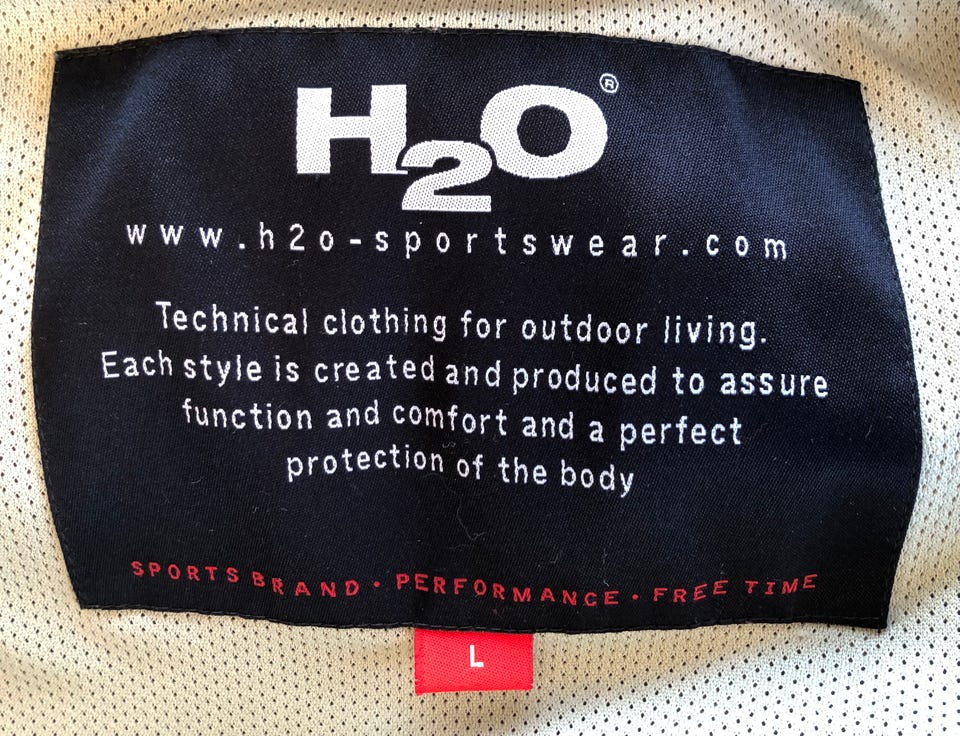 H2O®
www.h2o-sportswear.com
Technical clothing for outdoor living.
Each style is created and produced to assure
function and comfort and a perfect
protection of the body
SPORTS BRAND · PERFORMANCE · FREE TIME
L